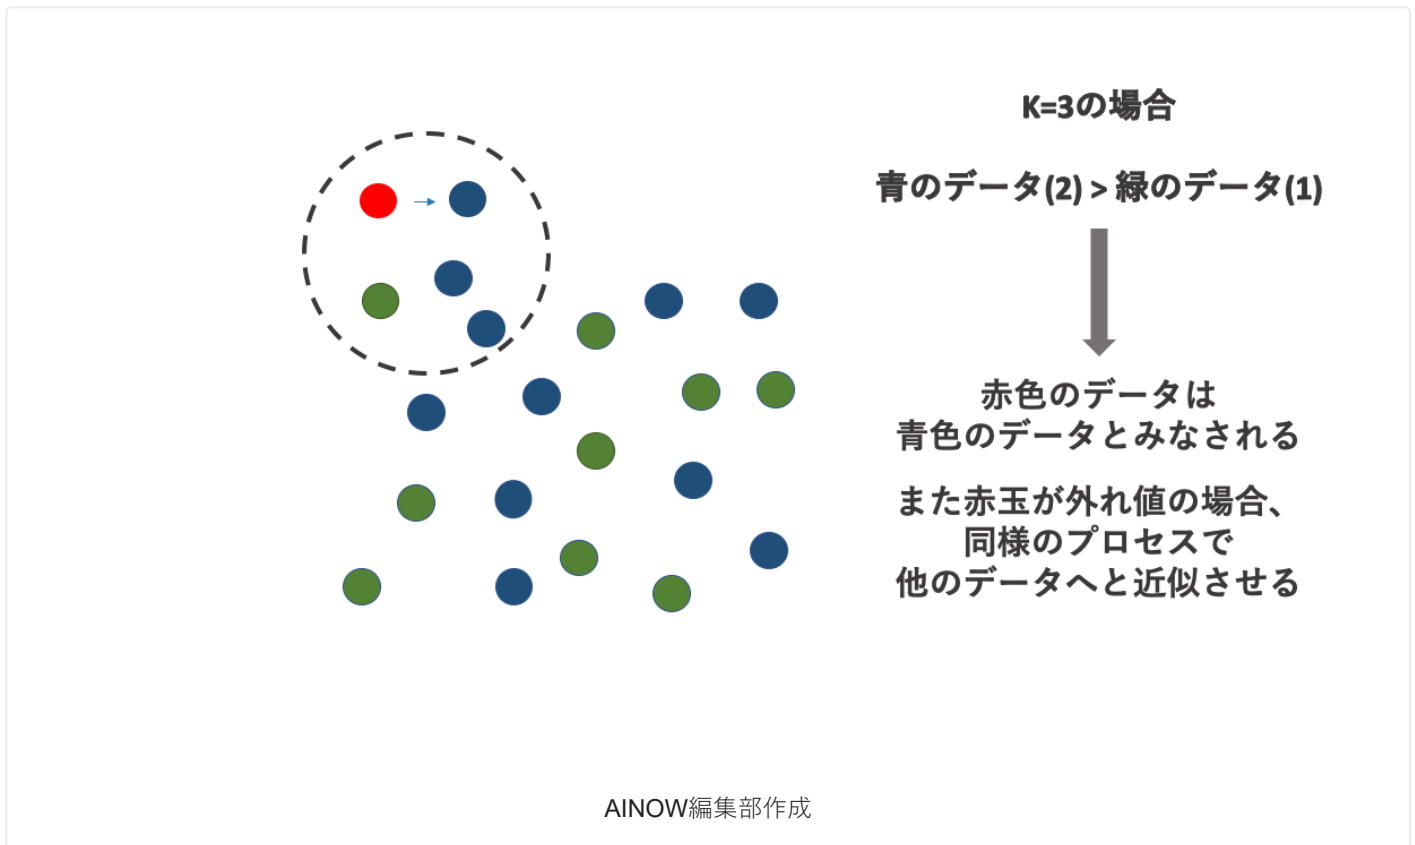 K=3の場合
青のデータ(2) > 緑のデータ(1)
赤色のデータは
青色のデータとみなされる
また赤玉が外れ値の場合、
同様のプロセスで
他のデータへと近似させる
AINOW編集部作成